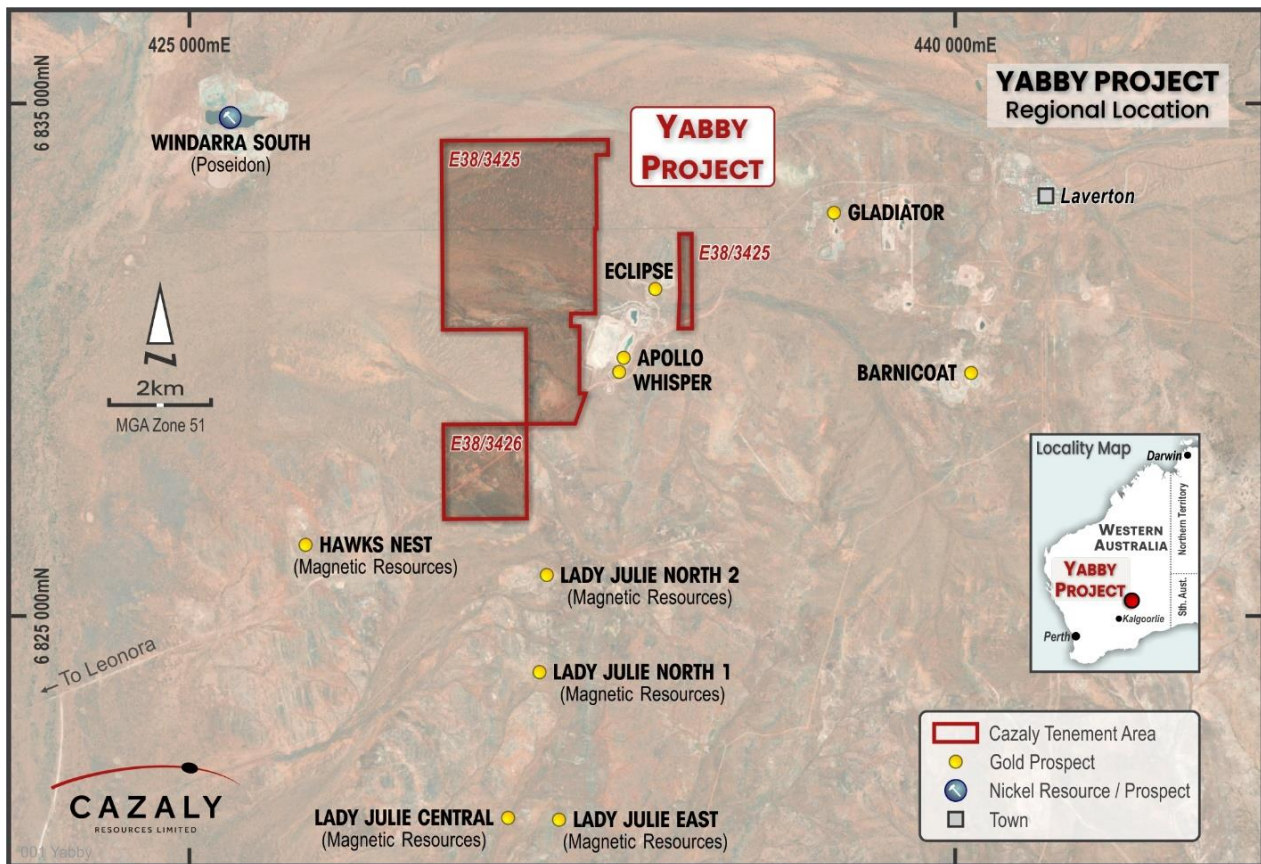 425 000mE
440 000mE
6 835 000mN
6 825 000mN
YABBY PROJECT
Regional Location
WINDARRA SOUTH
(Poseidon)
E38/3425
YABBY
PROJECT
GLADIATOR
Laverton
ECLIPSE
E38/3425
APOLLO
WHISPER
BARNICOAT
N
2km
MGA Zone 51
E38/3426
HAWKS NEST
(Magnetic Resources)
LADY JULIE NORTH 2
(Magnetic Resources)
LADY JULIE NORTH 1
(Magnetic Resources)
← To Leonora
LADY JULIE CENTRAL
(Magnetic Resources)
LADY JULIE EAST
(Magnetic Resources)
Locality Map
Darwin
WESTERN
AUSTRALIA
Northern Territory
YABBY
PROJECT
Sth. Aust.
Kalgoorlie
Perth
Cazaly Tenement Area
Gold Prospect
Nickel Resource / Prospect
Town
CAZALY
RESOURCES LIMITED
001 Yabby